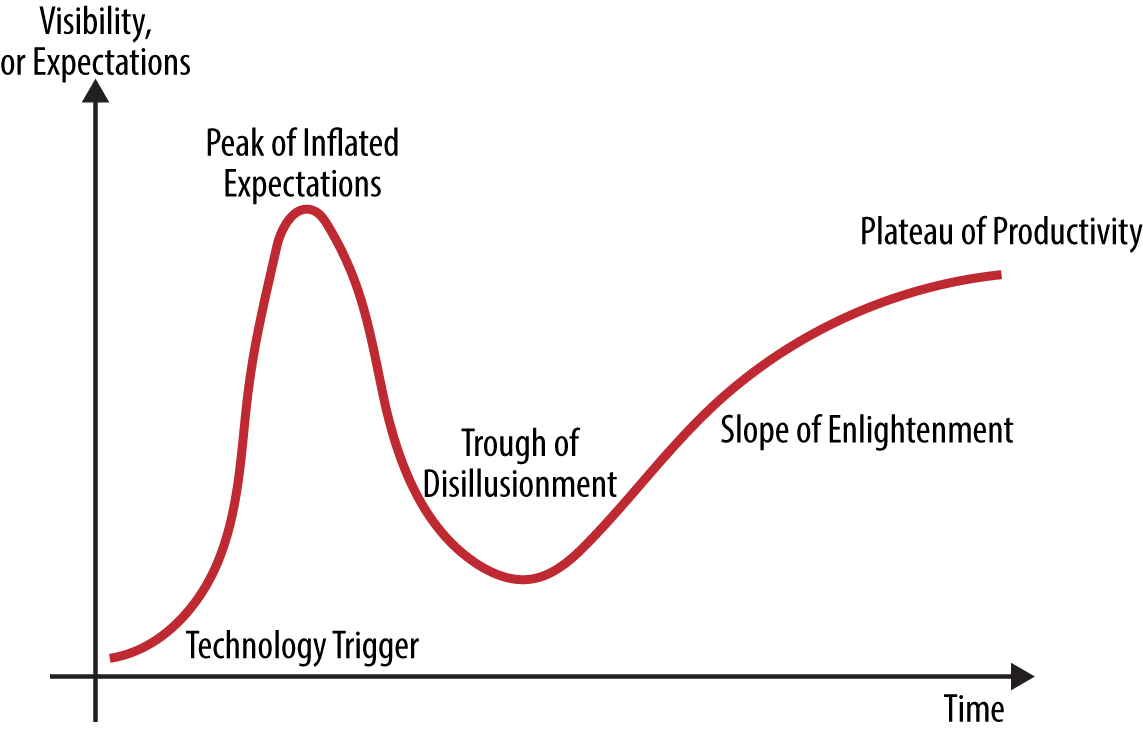 Visibility,
or Expectations
Peak of Inflated
Expectations
Plateau of Productivity
Slope of Enlightenment
Trough of
Disillusionment
Technology Trigger
Time